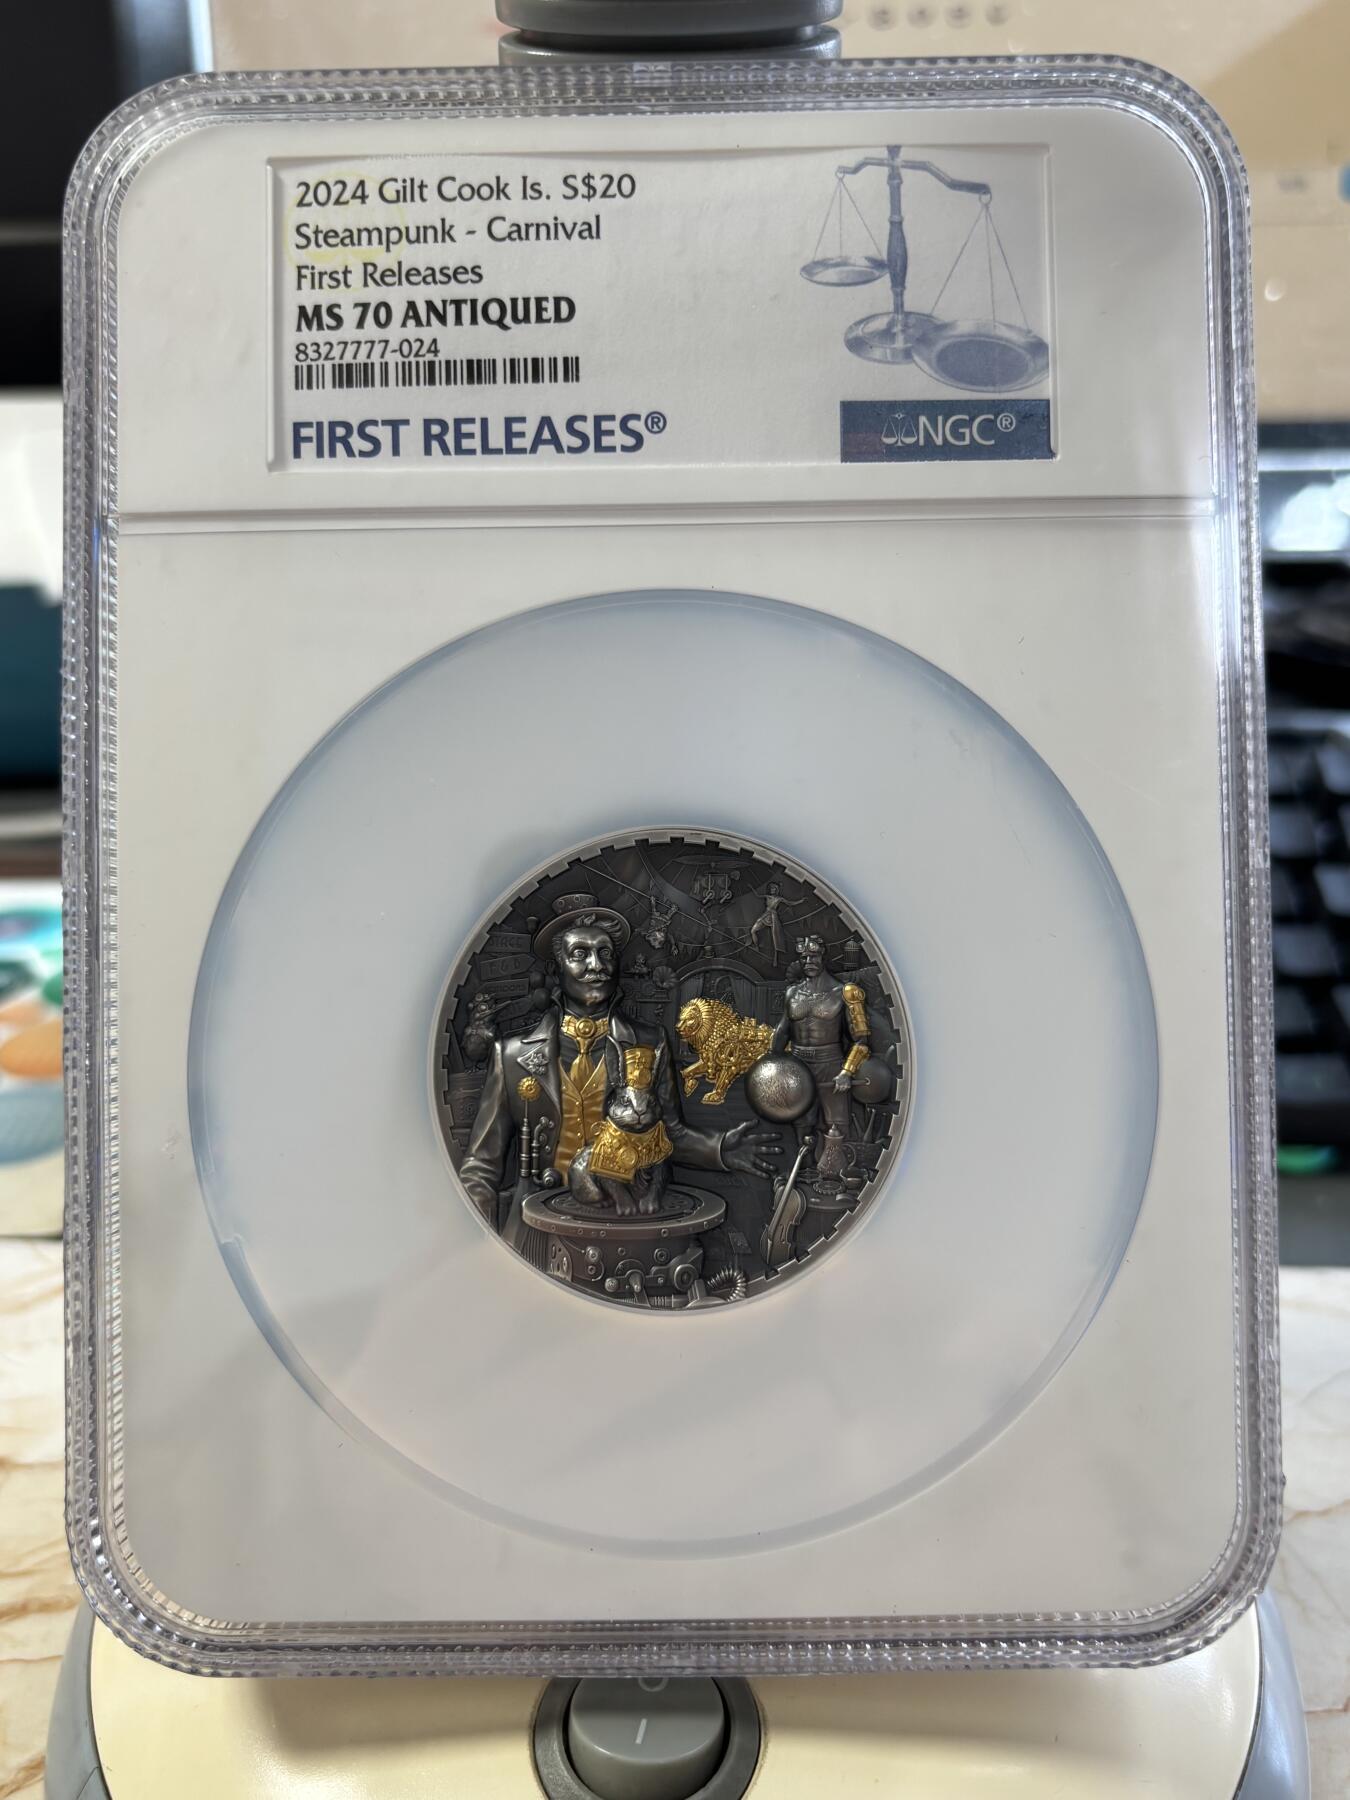 2024 Gilt Cook Is. S$20
Steampunk - Carnival
First Releases
MS 70 ANTIQUED
8327777-024
FIRST RELEASES®
NGC®